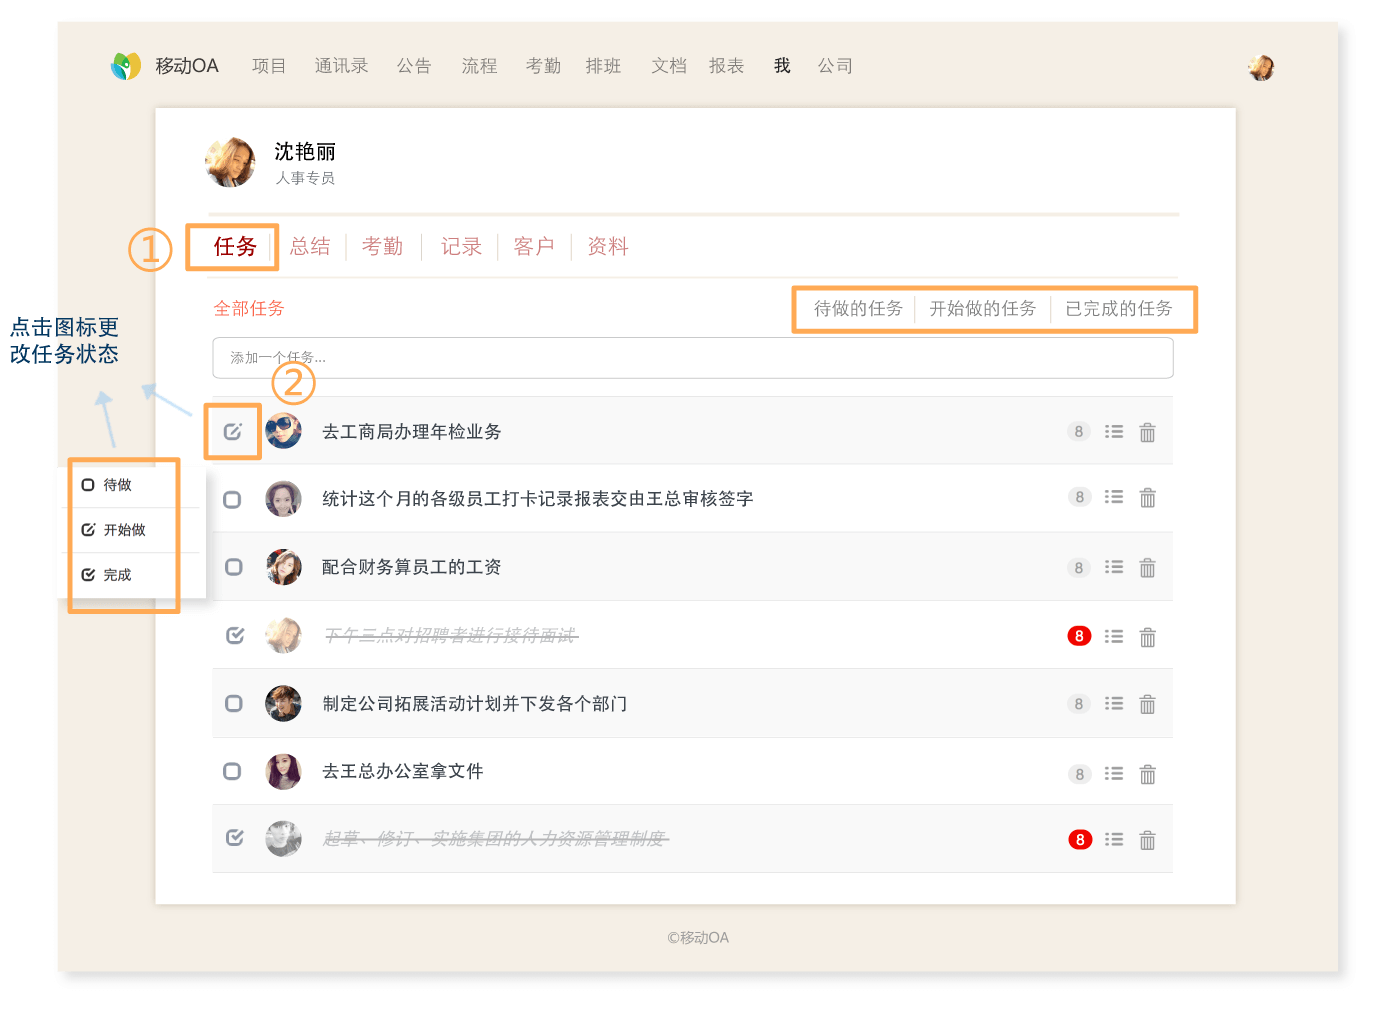 移动OA 项目 通讯录 公告 流程 考勤 排班 文档 报表 我 公司
沈艳丽
人事专员
① 任务 总结 考勤 记录 客户 资料
全部任务 待做的任务 开始做的任务 已完成的任务
点击图标更
改任务状态
添加一个任务...
②
去工商局办理年检业务 8
待做
统计这个月的各级员工打卡记录报表交由王总审核签字 8
开始做
配合财务算员工的工资 8
完成
下午三点对招聘者进行接待面试 8
制定公司拓展活动计划并下发各个部门 8
去王总办公室拿文件 8
起草、修订、实施集团的人力资源管理制度 8
©移动OA